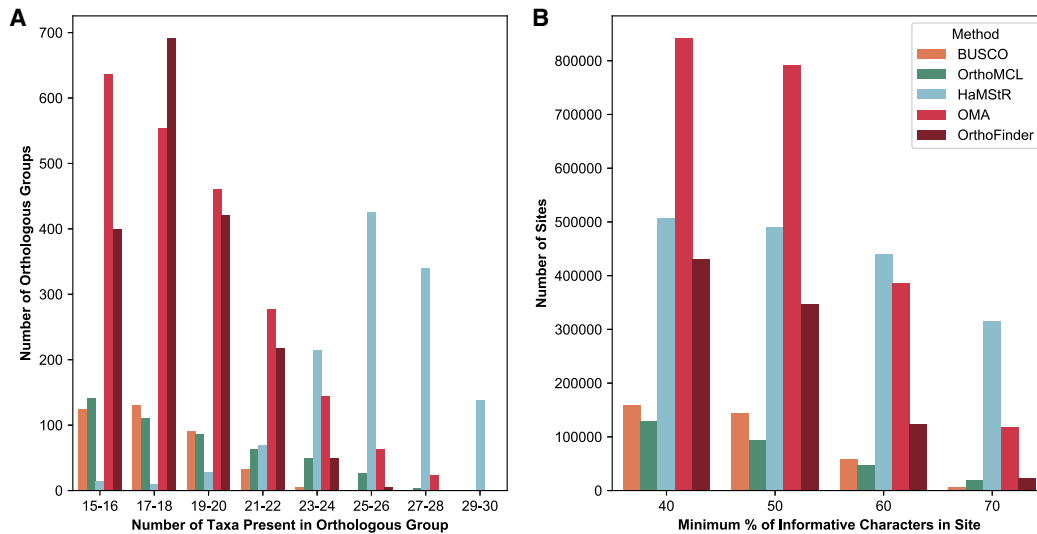 A
700
600
500
400
300
200
100
0
Number of Orthologous Groups
15-16 17-18 19-20 21-22 23-24 25-26 27-28 29-30
Number of Taxa Present in Orthologous Group
B
800000
700000
600000
500000
400000
300000
200000
100000
0
Number of Sites
Method
BUSCO
OrthoMCL
HaMStR
OMA
OrthoFinder
40 50 60 70
Minimum % of Informative Characters in Site